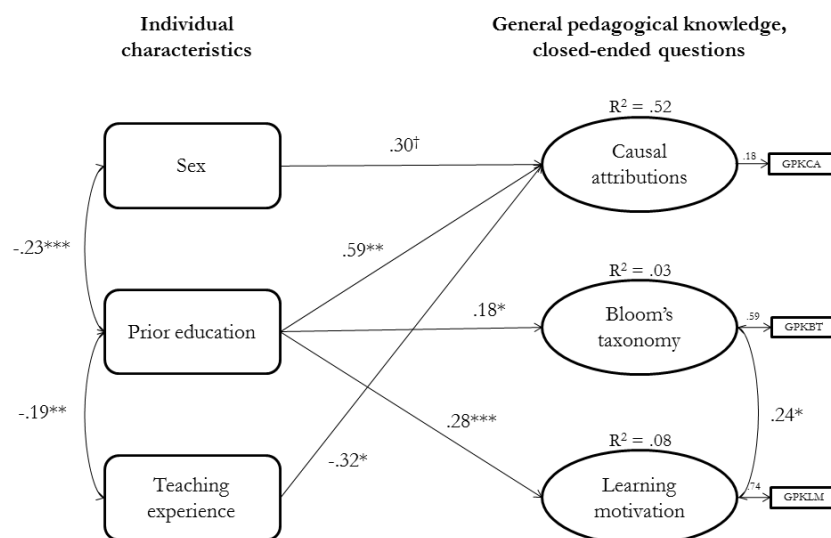 Individual
characteristics
General pedagogical knowledge,
closed-ended questions
R² = .52
Sex
.30†
Causal
attributions
.18
GPKCA
-.23***
.59**
R² = .03
Prior education
.18*
Bloom's
taxonomy
.59
GPKBT
-.19**
.28***
.24*
-.32*
R² = .08
Teaching
experience
Learning
motivation
.74
GPKLM